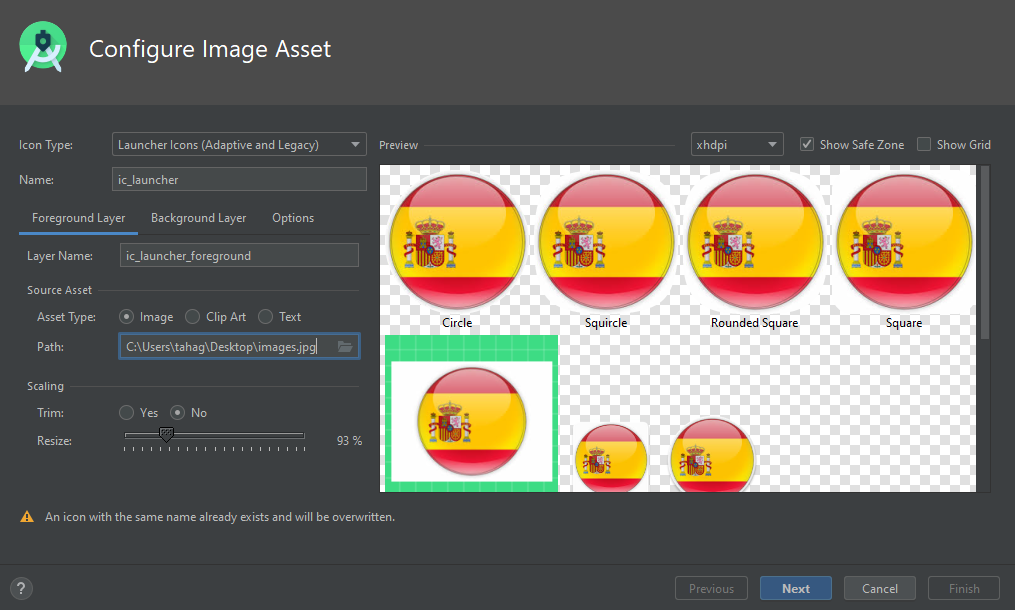 Configure Image Asset
Icon Type: Launcher Icons (Adaptive and Legacy) Preview xhdpi Show Safe Zone Show Grid
Name: ic_launcher
Foreground Layer Background Layer Options
Layer Name: ic_launcher_foreground
Source Asset
Asset Type: Image Clip Art Text
Circle Squircle Rounded Square Square
Path: C:\Users\tahag\Desktop\images.jpg
Scaling
Trim: Yes No
Resize: 93 %
An icon with the same name already exists and will be overwritten.
? Previous Next Cancel Finish